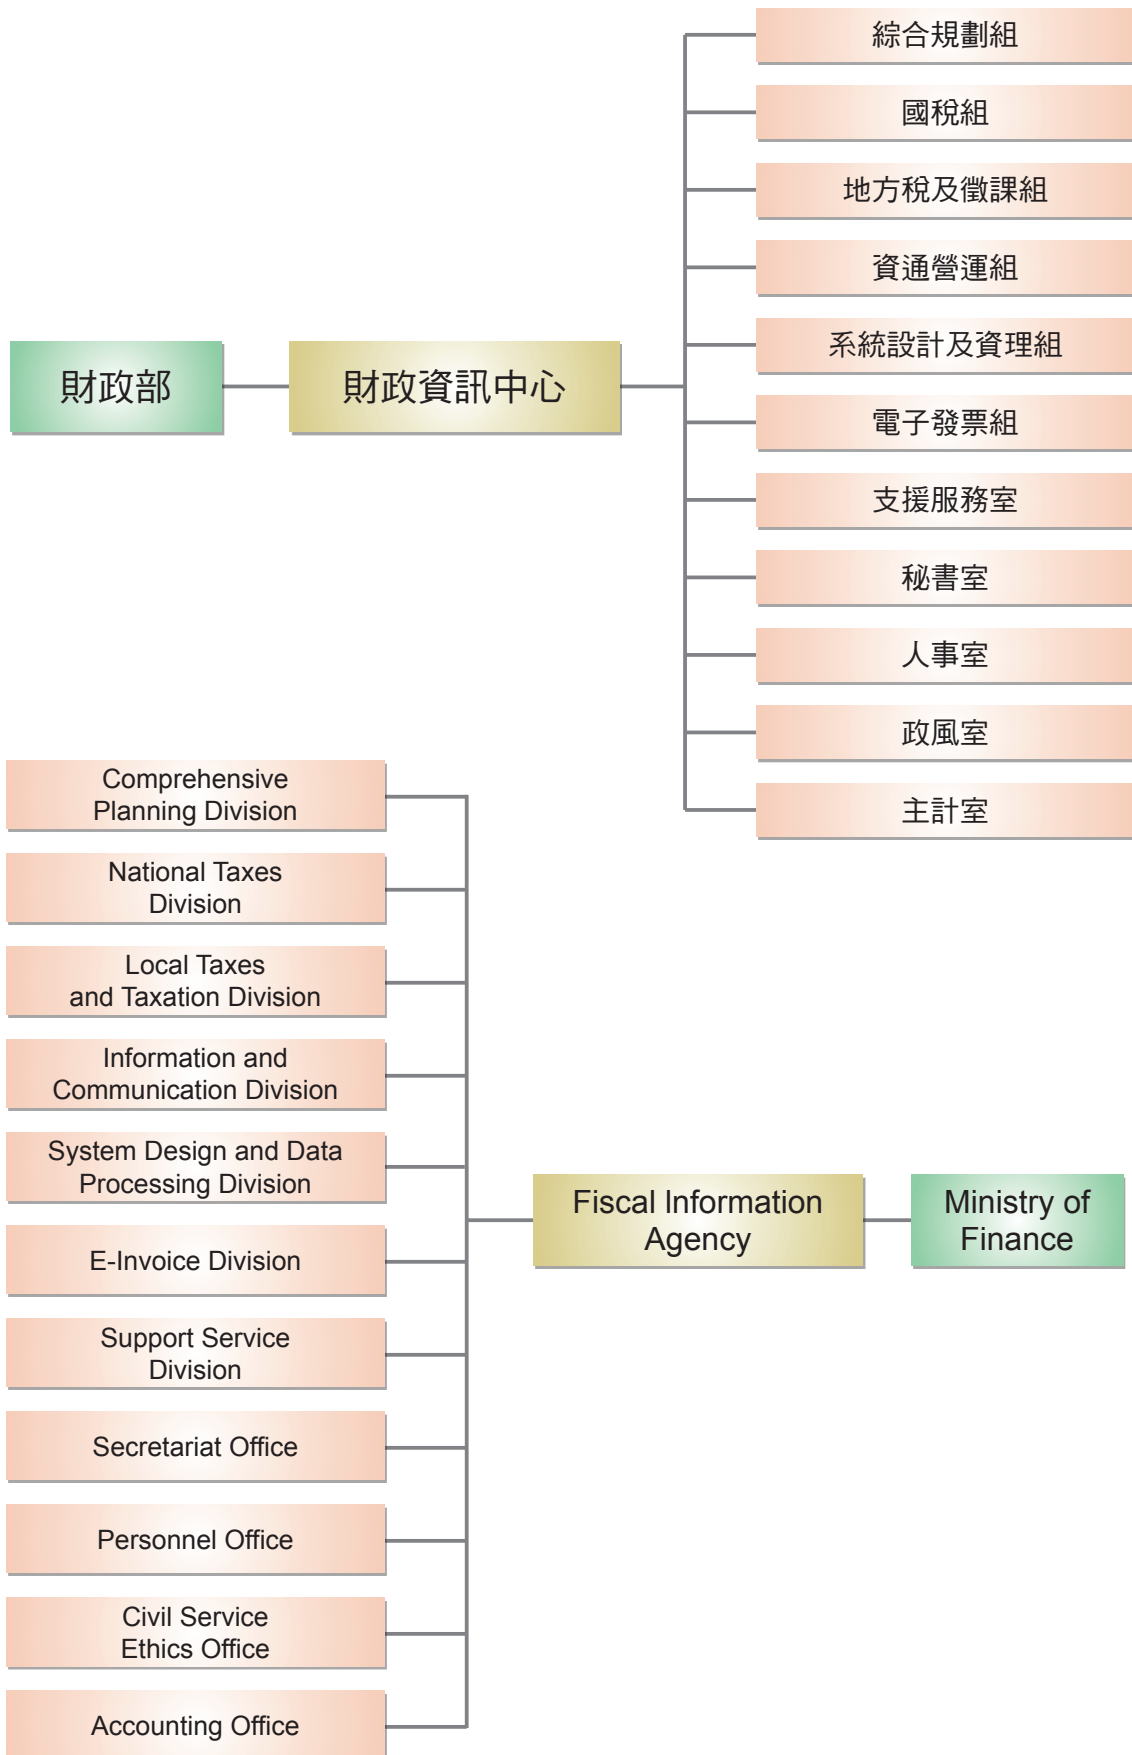 財政部
財政資訊中心
綜合規劃組
國稅組
地方稅及徵課組
資通營運組
系統設計及資理組
電子發票組
支援服務室
秘書室
人事室
政風室
主計室
Comprehensive
Planning Division
National Taxes
Division
Local Taxes
and Taxation Division
Information and
Communication Division
System Design and Data
Processing Division
E-Invoice Division
Support Service
Division
Secretariat Office
Personnel Office
Civil Service
Ethics Office
Accounting Office
Fiscal Information
Agency
Ministry of
Finance